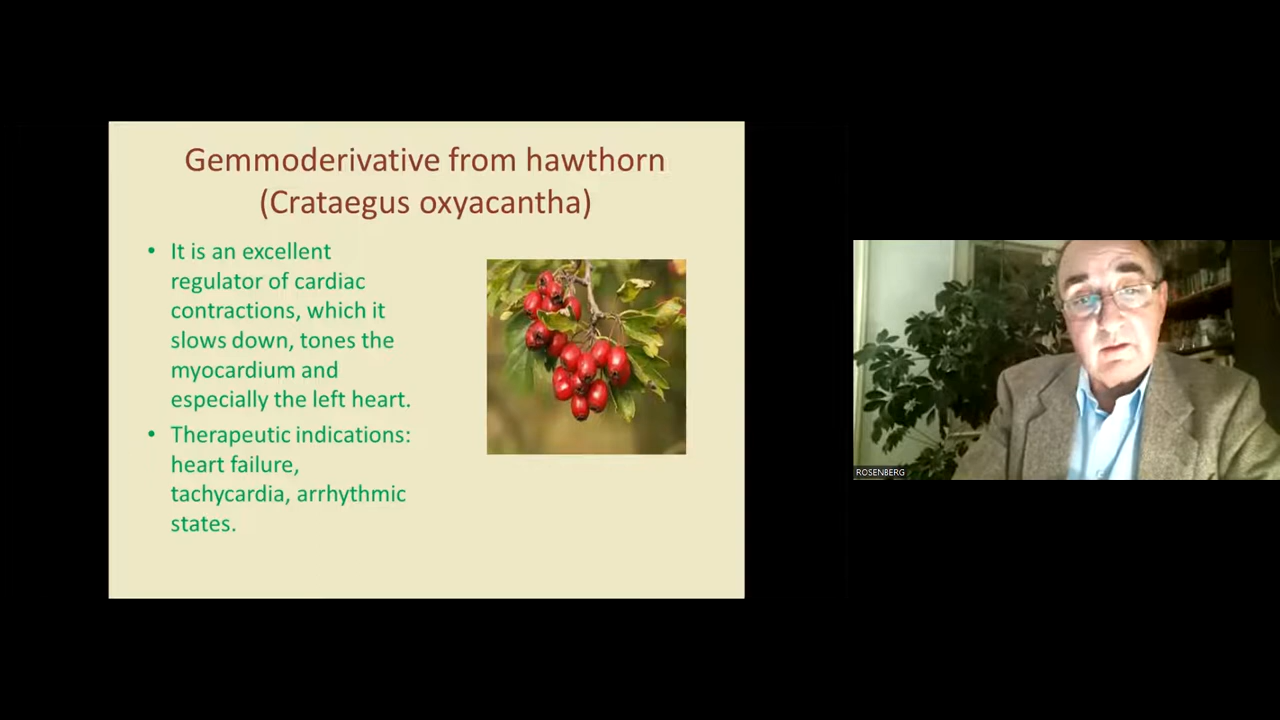 Gemmoderivative from hawthorn
(Crataegus oxyacantha)
• It is an excellent
regulator of cardiac
contractions, which it
slows down, tones the
myocardium and
especially the left heart.
• Therapeutic indications:
heart failure,
tachycardia, arrhythmic
states.
ROSENBERG